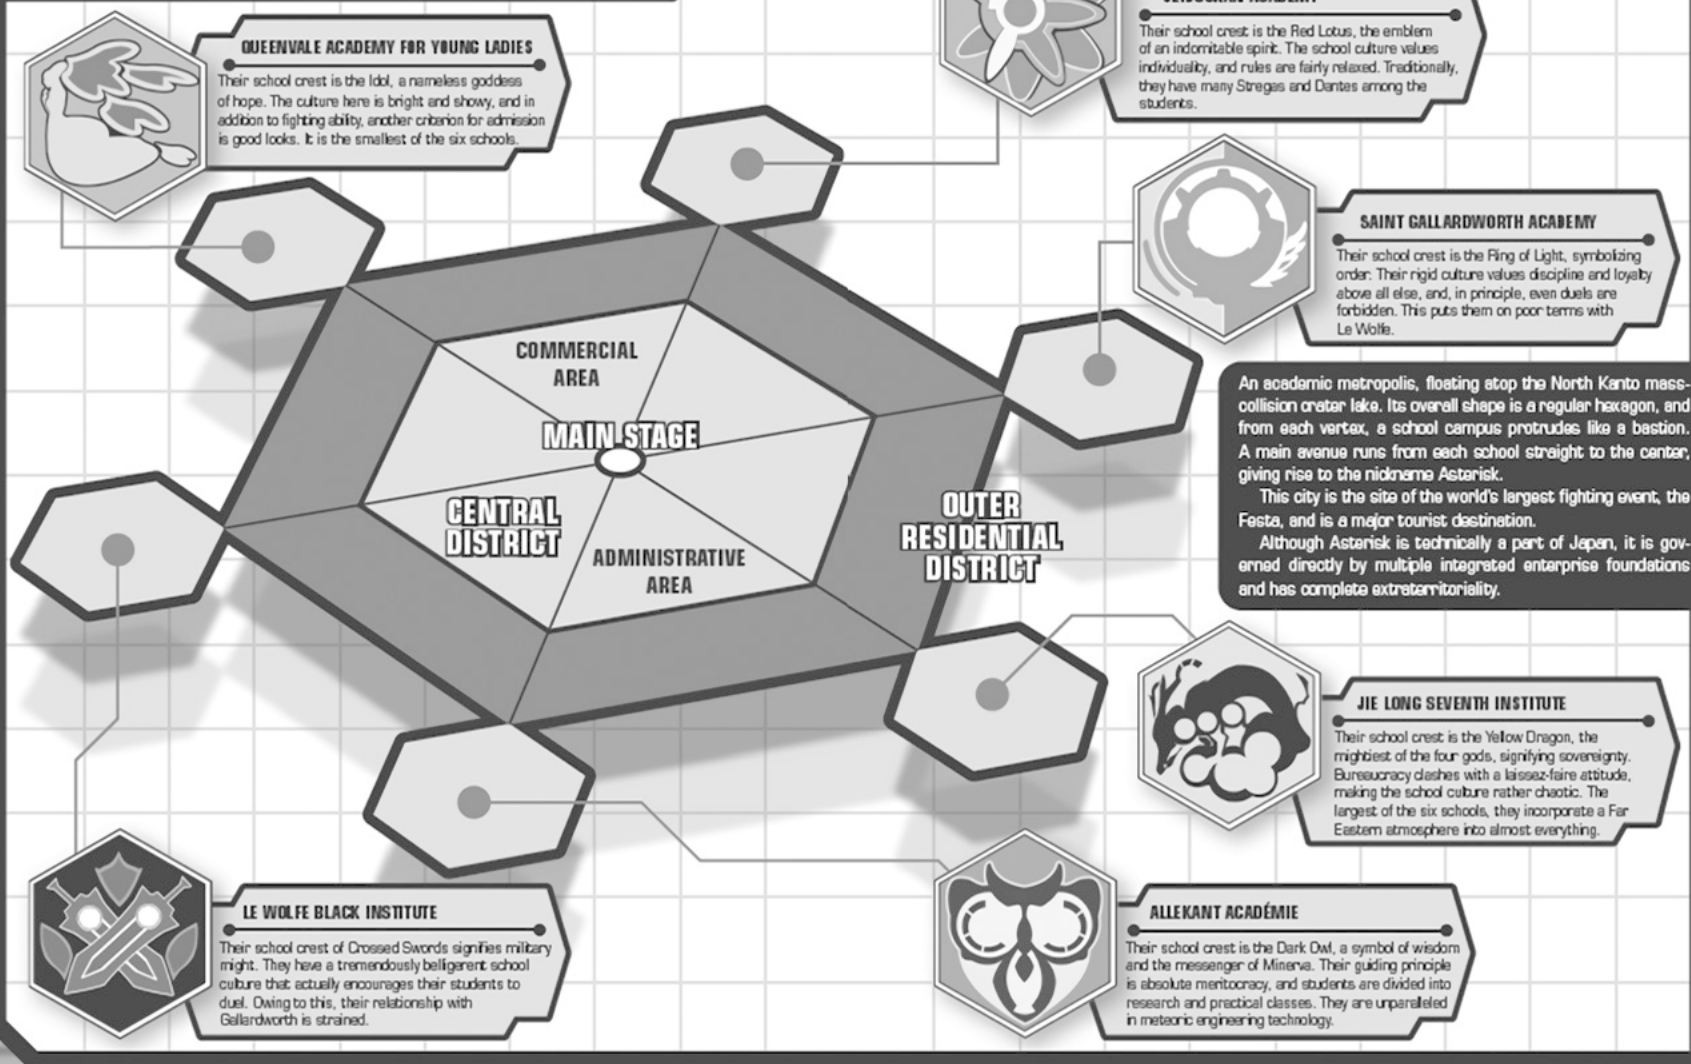 QUEENVALE ACADEMY FOR YOUNG LADIES
Their school crest is the Idol, a nameless goddess
of hope. The culture here is bright and showy, and in
addition to fighting ability, another criterion for admission
is good looks. It is the smallest of the six schools.
Their school crest is the Red Lotus, the emblem
of an indomitable spirit. The school culture values
individuality, and rules are fairly relaxed. Traditionally,
they have many Stregas and Dantes among the
students.
SAINT GALLARDWORTH ACADEMY
Their school crest is the Ring of Light, symbolizing
order. Their rigid culture values discipline and loyalty
above all else, and, in principle, even duels are
forbidden. This puts them on poor terms with
Le Wolfe.
COMMERCIAL
AREA
MAIN STAGE
CENTRAL
DISTRICT
ADMINISTRATIVE
AREA
OUTER
RESIDENTIAL
DISTRICT
An academic metropolis, floating atop the North Kanto mass-
collision crater lake. Its overall shape is a regular hexagon, and
from each vertex, a school campus protrudes like a bastion.
A main avenue runs from each school straight to the center,
giving rise to the nickname Asterisk.
This city is the site of the world's largest fighting event, the
Festa, and is a major tourist destination.
Although Asterisk is technically a part of Japan, it is gov-
erned directly by multiple integrated enterprise foundations
and has complete extraterritoriality.
JIE LONG SEVENTH INSTITUTE
Their school crest is the Yellow Dragon, the
mightiest of the four gods, signifying sovereignty.
Bureaucracy clashes with a laissez-faire attitude,
making the school culture rather chaotic. The
largest of the six schools, they incorporate a Far
Eastern atmosphere into almost everything.
LE WOLFE BLACK INSTITUTE
Their school crest of Crossed Swords signifies military
might. They have a tremendously belligerent school
culture that actually encourages their students to
duel. Owing to this, their relationship with
Gallardworth is strained.
ALLEKANT ACADÉMIE
Their school crest is the Dark Owl, a symbol of wisdom
and the messenger of Minerva. Their guiding principle
is absolute meritocracy, and students are divided into
research and practical classes. They are unparalleled
in meteoric engineering technology.